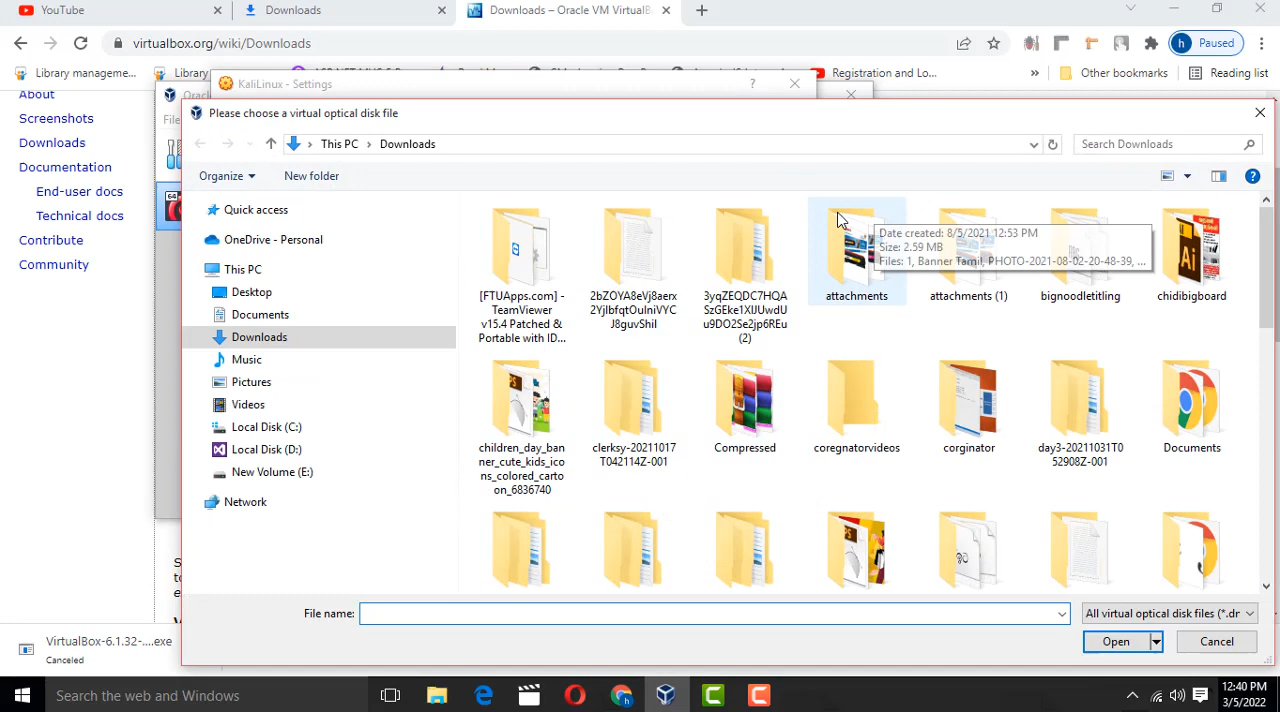 YouTube
Downloads
Downloads – Oracle VM VirtualB
virtualbox.org/wiki/Downloads
h Paused
Library manageme...
Library
Registration and Lo...
Other bookmarks
Reading list
About
Screenshots
Downloads
Documentation
End-user docs
Technical docs
Contribute
Community
KaliLinux - Settings
Please choose a virtual optical disk file
This PC
Downloads
Search Downloads
Organize
New folder
Quick access
OneDrive - Personal
This PC
Desktop
Documents
Downloads
Music
Pictures
Videos
Local Disk (C:)
Local Disk (D:)
New Volume (E:)
Network
[FTUApps.com] -
TeamViewer
v15.4 Patched &
Portable with ID...
attachments
attachments (1)
bignoodletitling
chidibigboard
Date created: 8/5/2021 12:53 PM
Size: 2.59 MB
Files: 1, Banner Tamil, PHOTO-2021-08-02-20-48-39, ...
children_day_ban
ner_cute_kids_ico
ns_colored_carto
on_6836740
clerksy-20211017
T042114Z-001
Compressed
coregnatorvideos
corginator
day3-20211031T0
52908Z-001
Documents
File name:
All virtual optical disk files (*.dr
Open
Cancel
VirtualBox-6.1.32-....exe
Canceled
Search the web and Windows
12:40 PM
3/5/2022